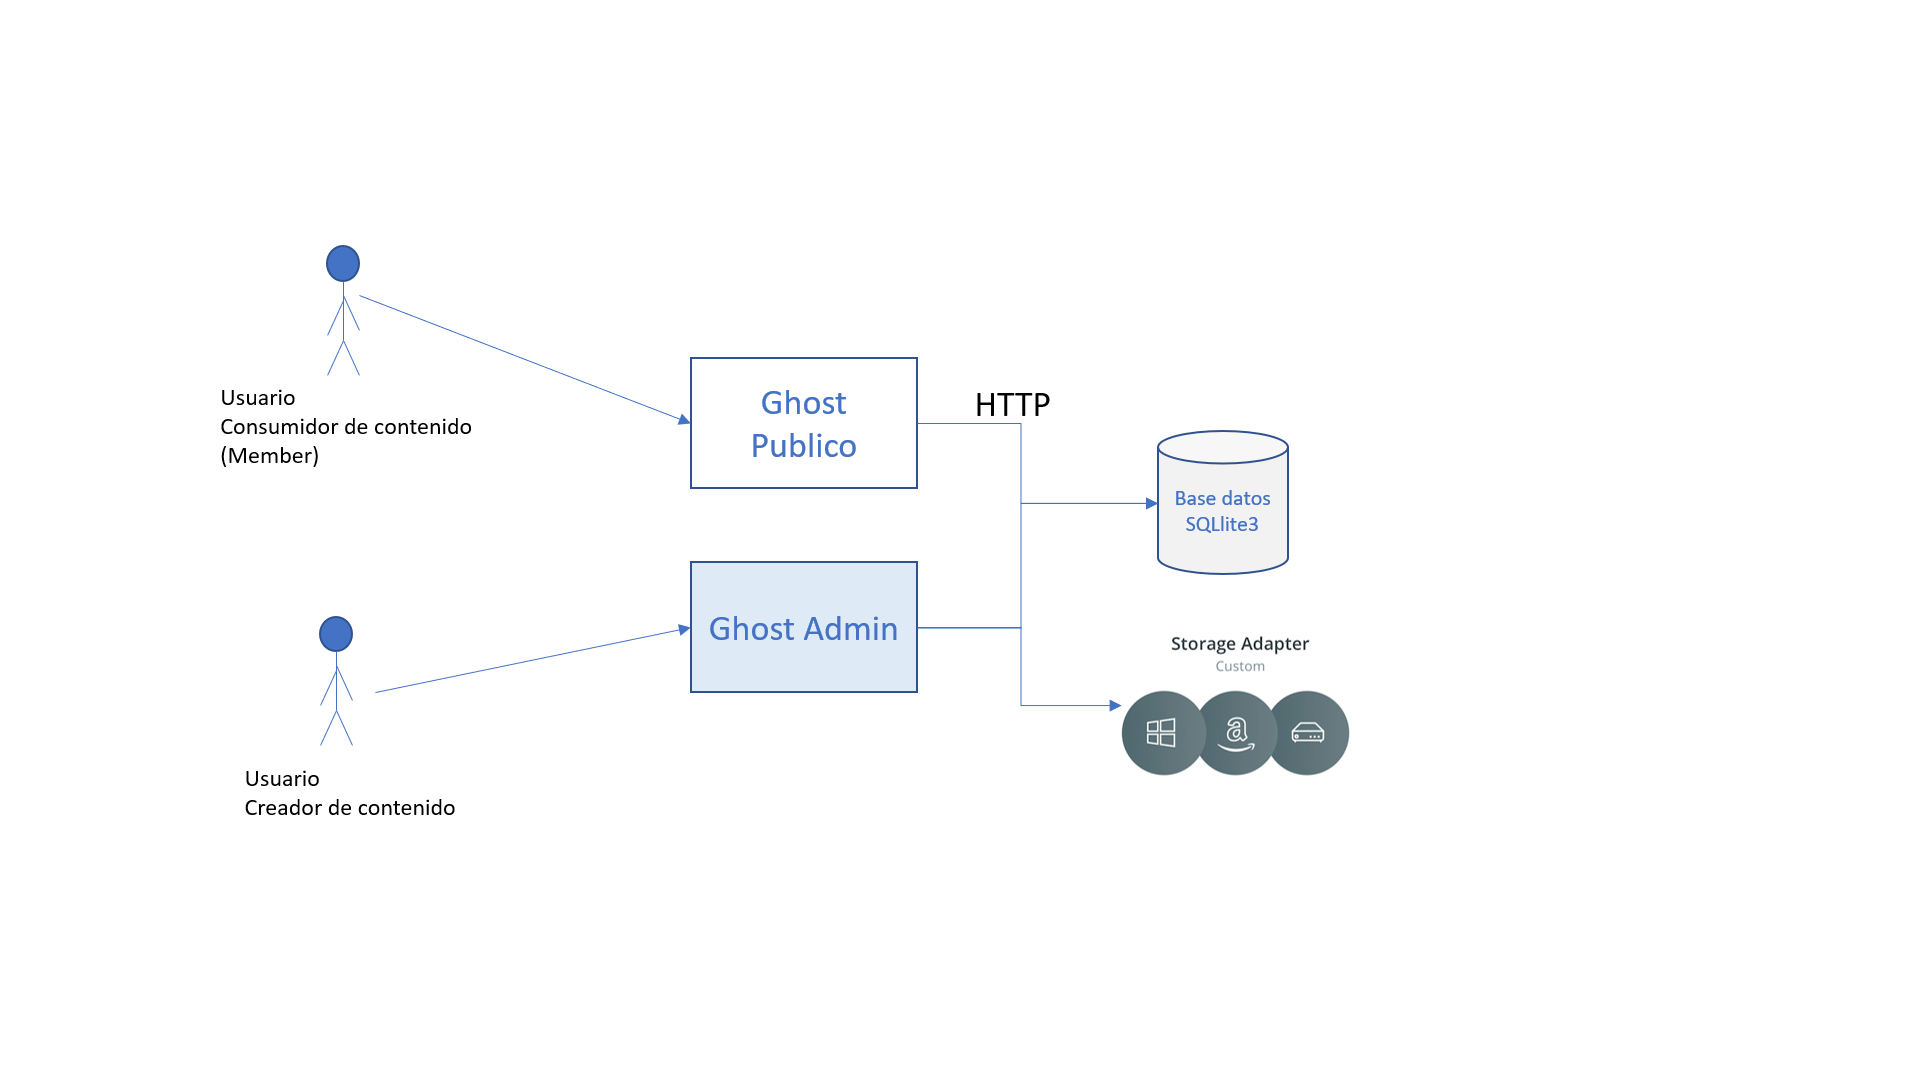 Usuario
Consumidor de contenido
(Member)
Ghost
Publico
HTTP
Base datos
SQLlite3
Ghost Admin
Storage Adapter
Custom
a
Usuario
Creador de contenido